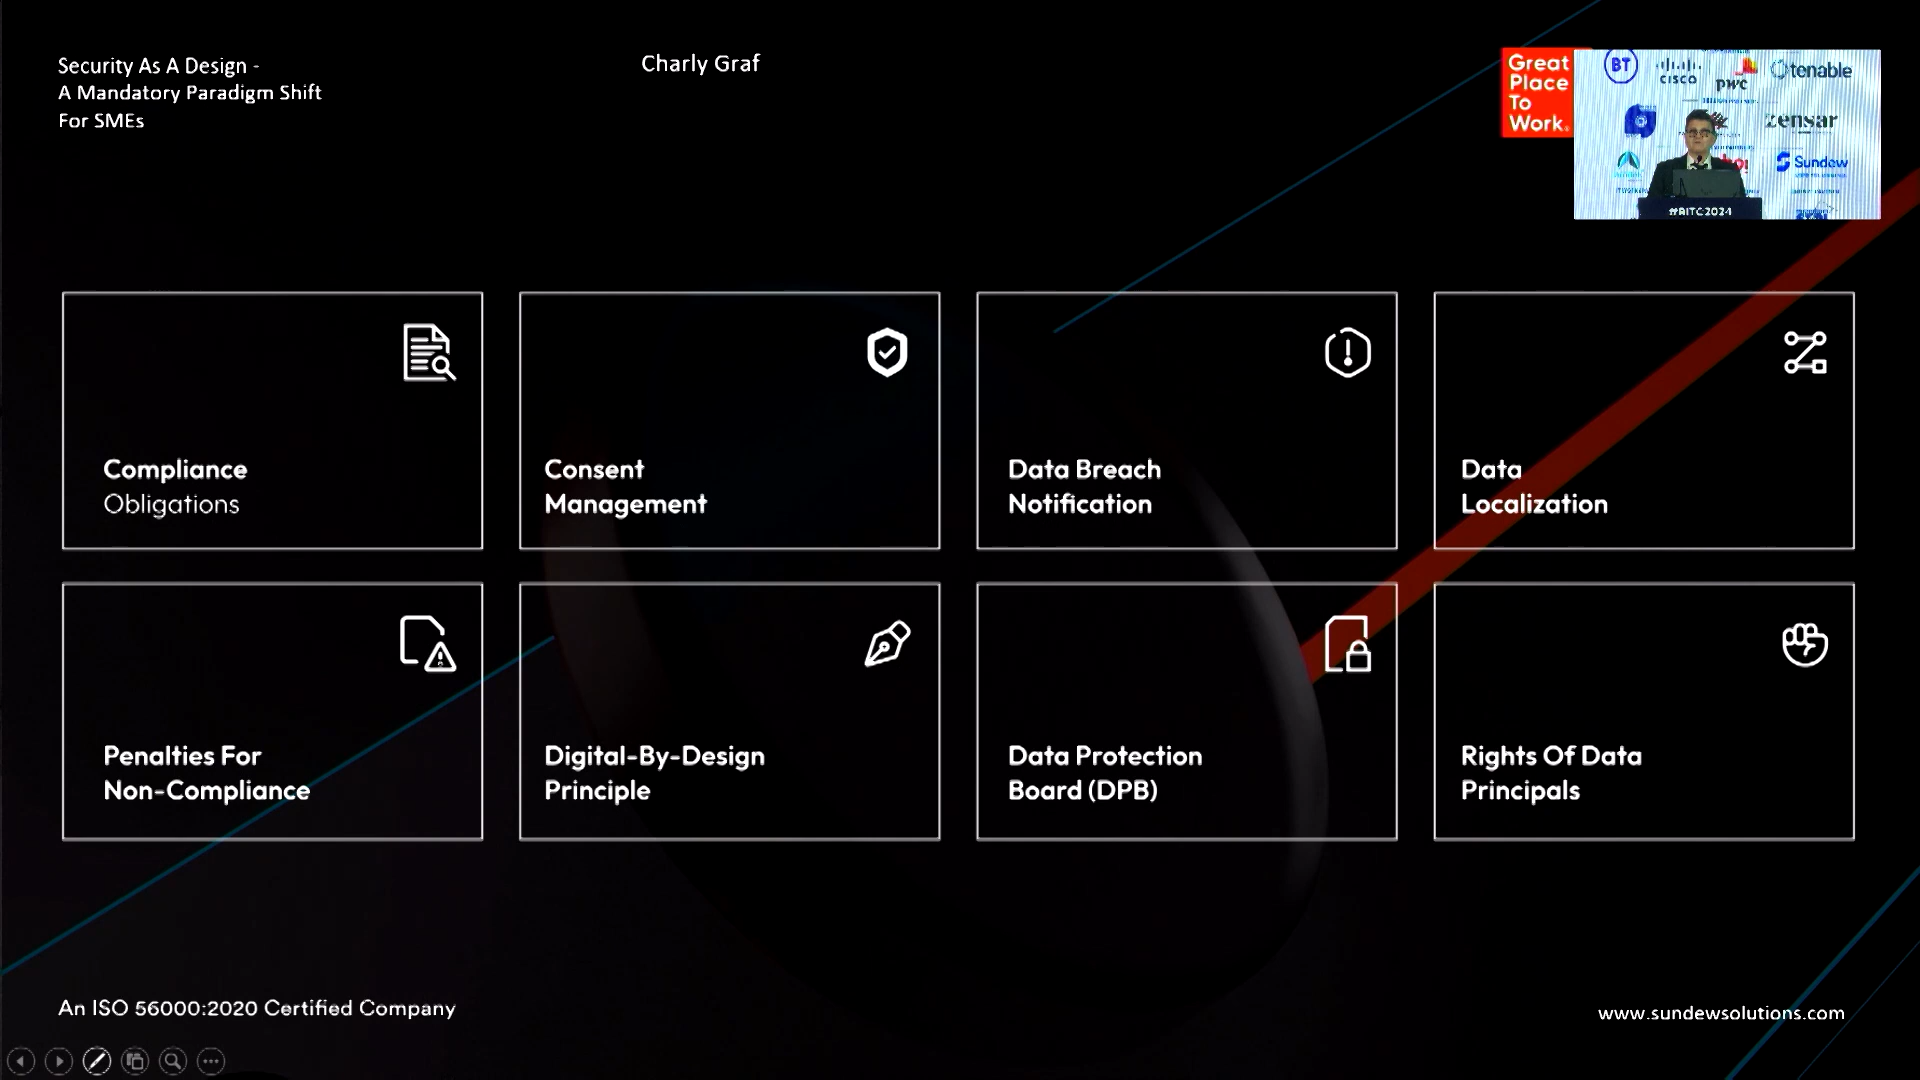 Security As A Design -
A Mandatory Paradigm Shift
For SMEs
Charly Graf
Great
Place
To
Work.
BT
CISCO
pwc
tenable
zensar
Sundew
#BITC2024
Compliance
Obligations
Consent
Management
Data Breach
Notification
Data
Localization
Penalties For
Non-Compliance
Digital-By-Design
Principle
Data Protection
Board (DPB)
Rights Of Data
Principals
An ISO 56000:2020 Certified Company
www.sundewsolutions.com